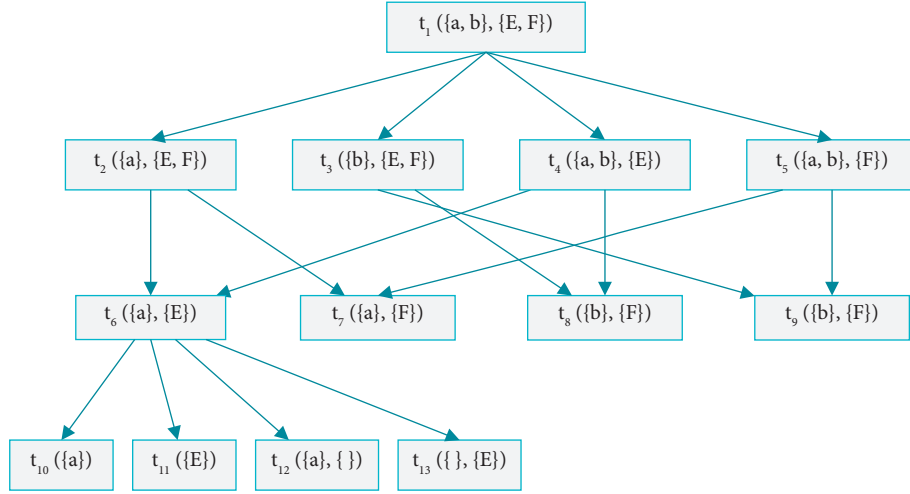 t₁ ({a, b}, {E, F})
t₂ ({a}, {E, F})
t₃ ({b}, {E, F})
t₄ ({a, b}, {E})
t₅ ({a, b}, {F})
t₆ ({a}, {E})
t₇ ({a}, {F})
t₈ ({b}, {F})
t₉ ({b}, {F})
t₁₀ ({a})
t₁₁ ({E})
t₁₂ ({a}, { })
t₁₃ ({ }, {E})